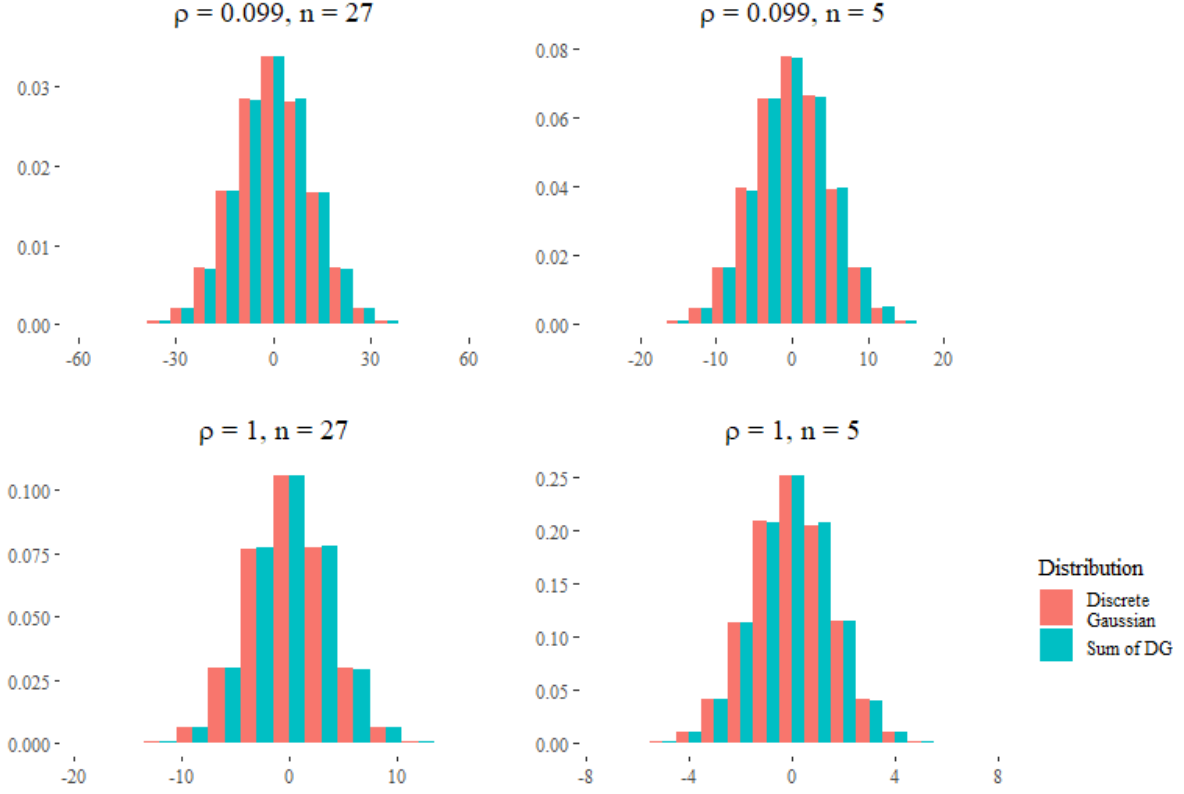 ρ = 0.099, n = 27
0.03
0.02
0.01
0.00
-60 -30 0 30 60
ρ = 0.099, n = 5
0.08
0.06
0.04
0.02
0.00
-20 -10 0 10 20
ρ = 1, n = 27
0.100
0.075
0.050
0.025
0.000
-20 -10 0 10
ρ = 1, n = 5
0.25
0.20
0.15
0.10
0.05
0.00
-8 -4 0 4 8
Distribution
Discrete
Gaussian
Sum of DG